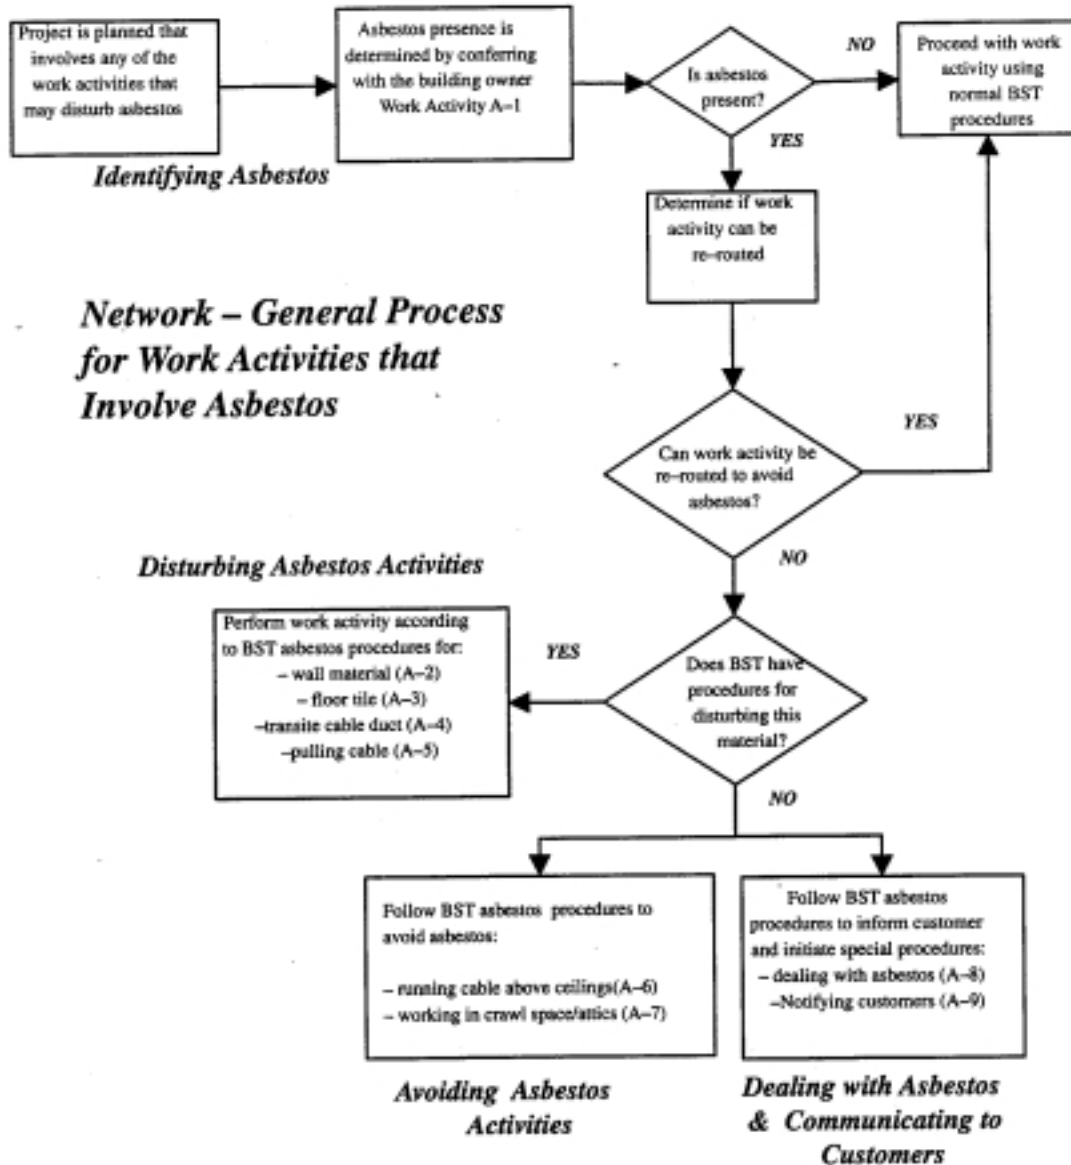 Project is planned that
involves any of the
work activities that
may disturb asbestos
Asbestos presence is
determined by conferring
with the building owner
Work Activity A–1
Is asbestos
present?
NO
Proceed with work
activity using
normal BST
procedures
YES
Identifying Asbestos
Determine if work
activity can be
re–routed
Network – General Process
for Work Activities that
Involve Asbestos
Can work activity be
re–routed to avoid
asbestos?
YES
NO
Disturbing Asbestos Activities
Perform work activity according
to BST asbestos procedures for:
– wall material (A–2)
– floor tile (A–3)
–transite cable duct (A–4)
–pulling cable (A–5)
YES
Does BST have
procedures for
disturbing this
material?
NO
Follow BST asbestos procedures to
avoid asbestos:
– running cable above ceilings(A–6)
– working in crawl space/attics (A–7)
Follow BST asbestos
procedures to inform customer
and initiate special procedures:
– dealing with asbestos (A–8)
–Notifying customers (A–9)
Avoiding Asbestos
Activities
Dealing with Asbestos
& Communicating to
Customers